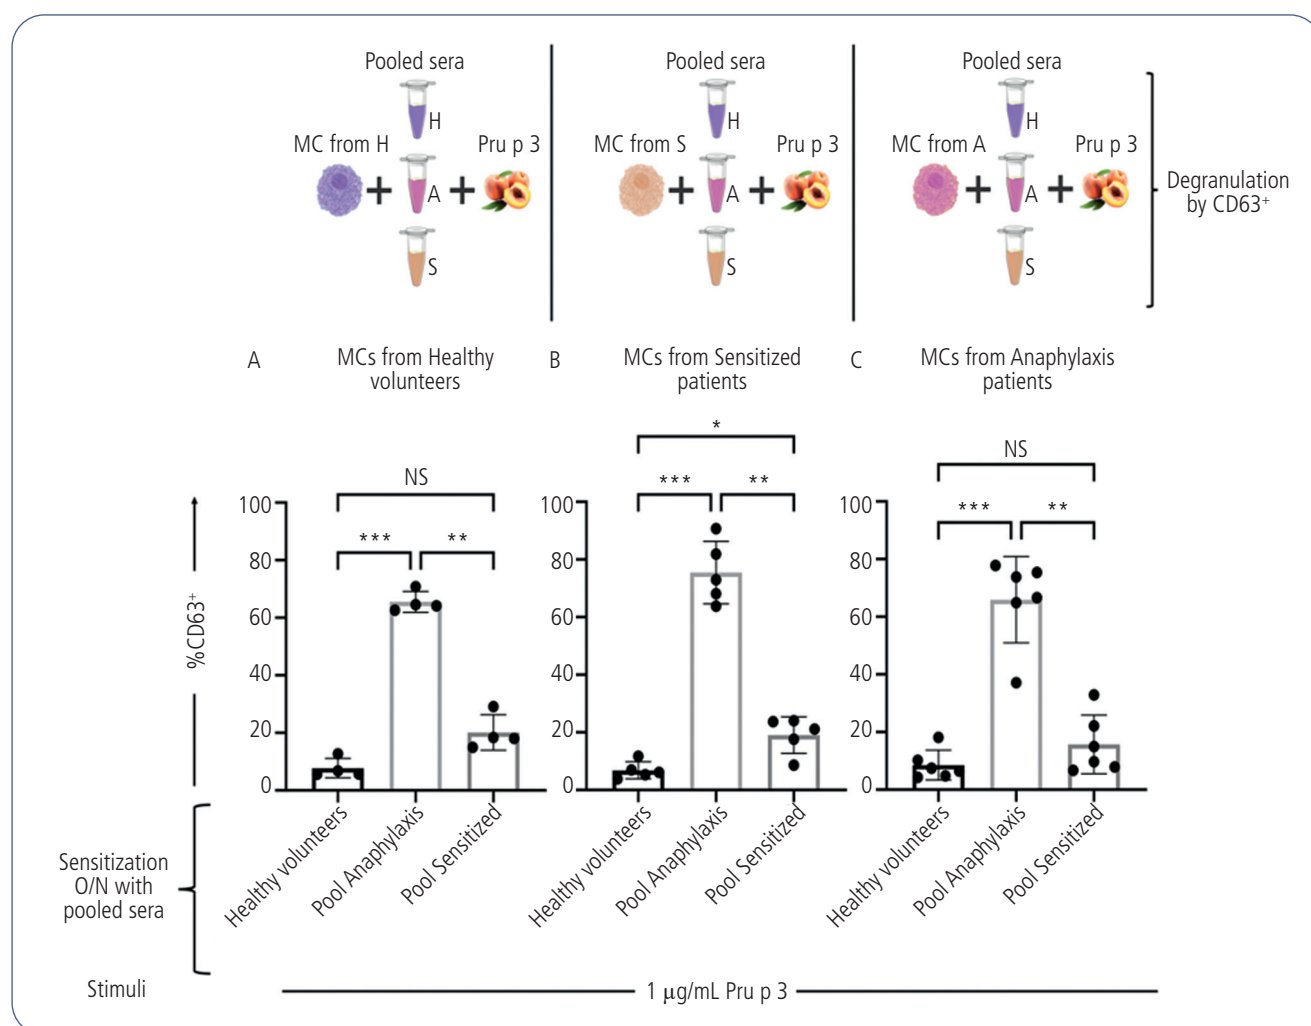 Pooled sera
H
MC from H
Pru p 3
A
S
Pooled sera
H
MC from S
Pru p 3
A
S
Pooled sera
H
MC from A
Pru p 3
A
S
Degranulation
by CD63⁺
A
MCs from Healthy
volunteers
B
MCs from Sensitized
patients
C
MCs from Anaphylaxis
patients
%CD63⁺
NS
***
**
100
80
60
40
20
0
*
***
**
100
80
60
40
20
0
NS
***
**
100
80
60
40
20
0
Sensitization
O/N with
pooled sera
Healthy volunteers
Pool Anaphylaxis
Pool Sensitized
Healthy volunteers
Pool Anaphylaxis
Pool Sensitized
Healthy volunteers
Pool Anaphylaxis
Pool Sensitized
Stimuli
1 µg/mL Pru p 3